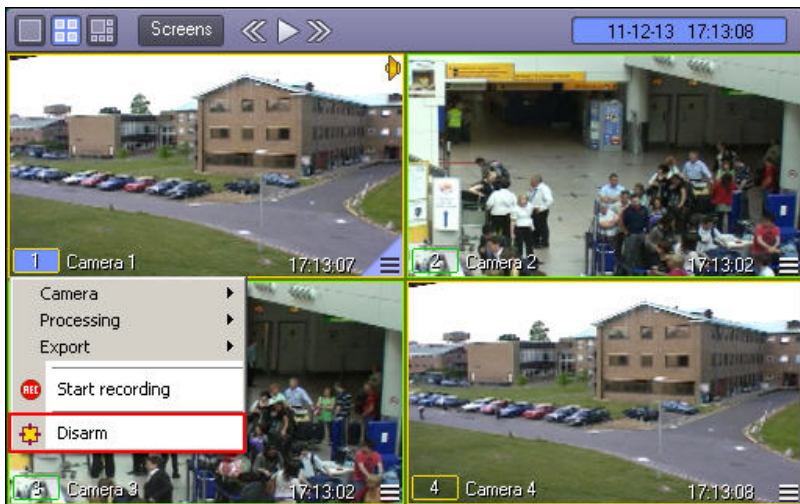 Screens
11-12-13 17:13:08
1 Camera 1 17:13:07
2 Camera 2 17:13:02
Camera
Processing
Export
REC Start recording
Disarm
3 Camera 3 17:13:02
4 Camera 4 17:13:08